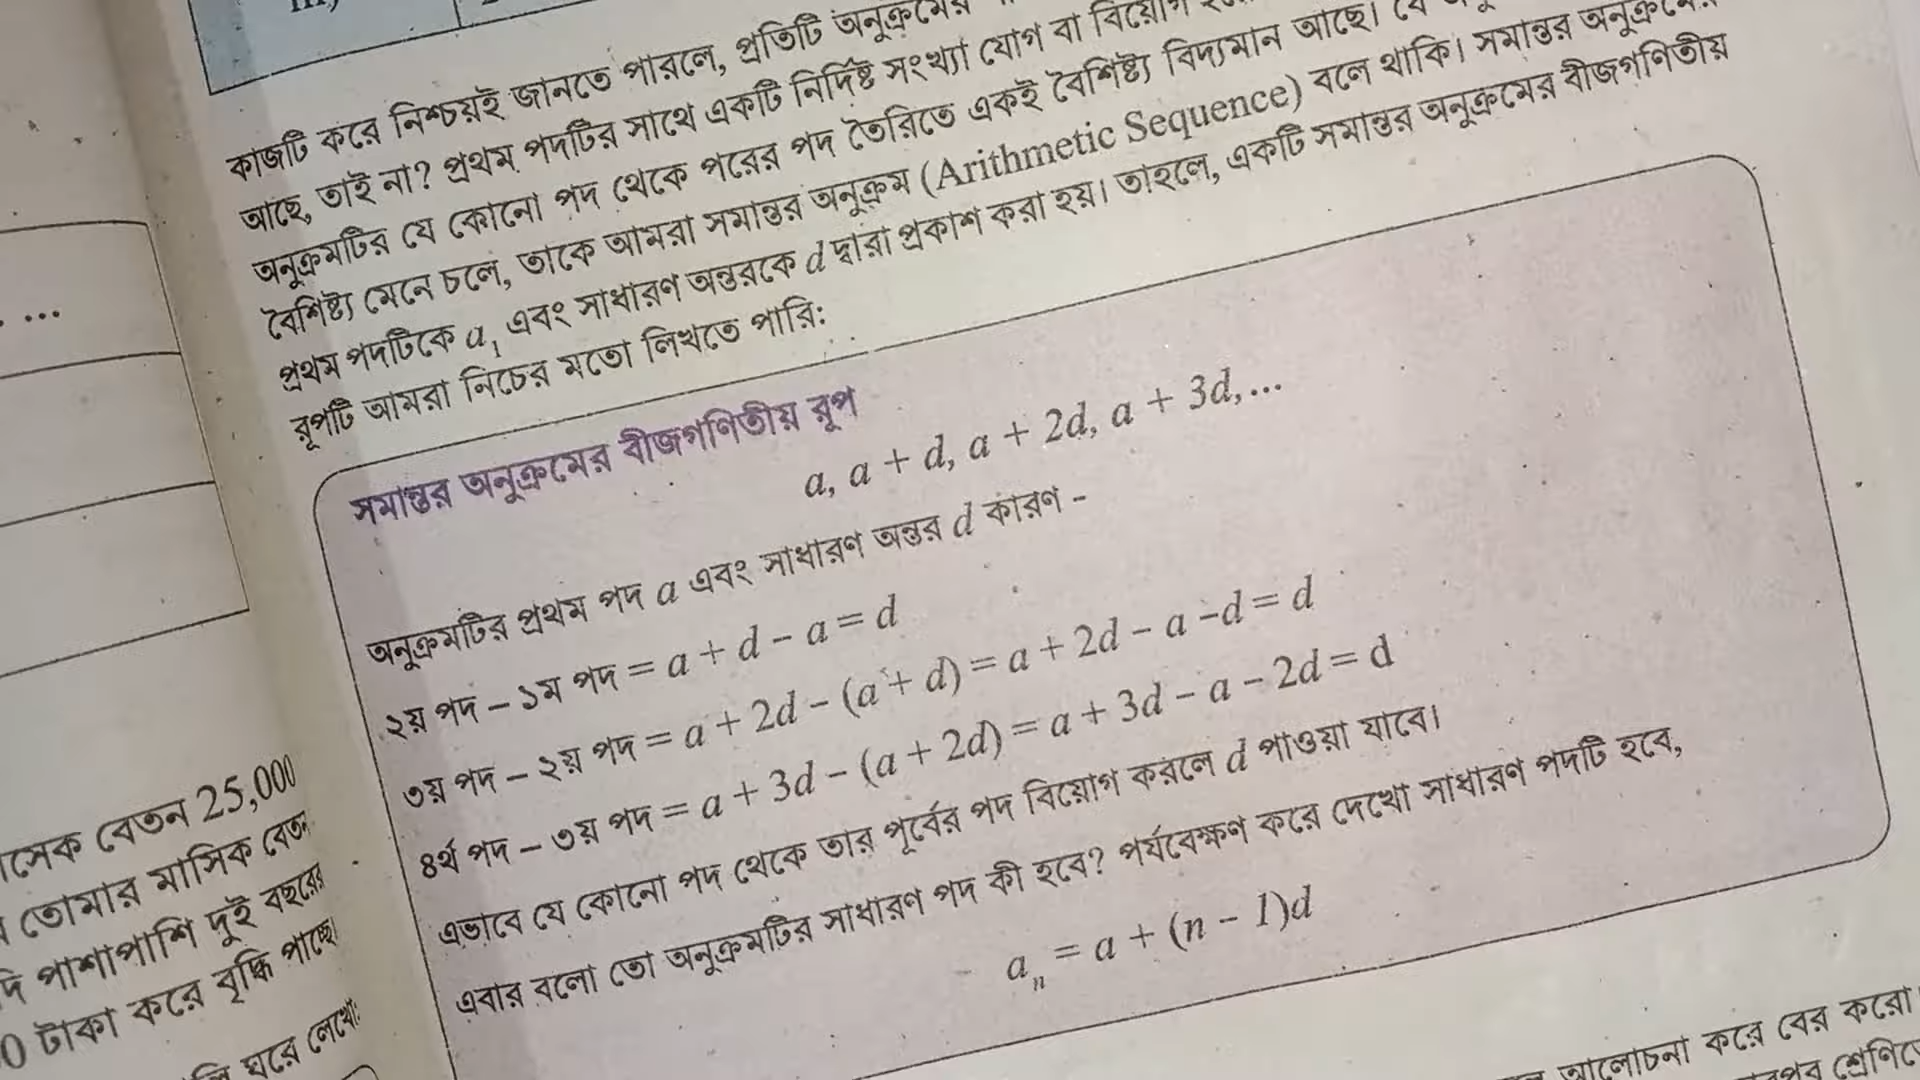 কাজটি করে নিশ্চয়ই জানতে পারলে, প্রতিটি অনুক্রমের
আছে, তাই না? প্রথম পদটির সাথে একটি নির্দিষ্ট সংখ্যা যোগ বা বিয়োগ
অনুক্রমটির যে কোনো পদ থেকে পরের পদ তৈরিতে একই বৈশিষ্ট্য বিদ্যমান আছে। যে
বৈশিষ্ট্য মেনে চলে, তাকে আমরা সমান্তর অনুক্রম (Arithmetic Sequence) বলে থাকি। সমান্তর অনুক্রমের
প্রথম পদটিকে a₁ এবং সাধারণ অন্তরকে d দ্বারা প্রকাশ করা হয়। তাহলে, একটি সমান্তর অনুক্রমের বীজগণিতীয়
রূপটি আমরা নিচের মতো লিখতে পারি:
সমান্তর অনুক্রমের বীজগণিতীয় রূপ
a, a + d, a + 2d, a + 3d,...
অনুক্রমটির প্রথম পদ a এবং সাধারণ অন্তর d কারণ -
২য় পদ – ১ম পদ = a + d – a = d
৩য় পদ – ২য় পদ = a + 2d – (a + d) = a + 2d – a –d = d
৪র্থ পদ – ৩য় পদ = a + 3d – (a + 2d) = a + 3d – a – 2d = d
এভাবে যে কোনো পদ থেকে তার পূর্বের পদ বিয়োগ করলে d পাওয়া যাবে।
এবার বলো তো অনুক্রমটির সাধারণ পদ কী হবে? পর্যবেক্ষণ করে দেখো সাধারণ পদটি হবে,
aₙ = a + (n – 1)d
আলোচনা করে বের করো
...
বেতন 25,000
তোমার মাসিক
পাশাপাশি দুই বছরের
টাকা করে বৃদ্ধি পাচ্ছে
ঘরে লেখো